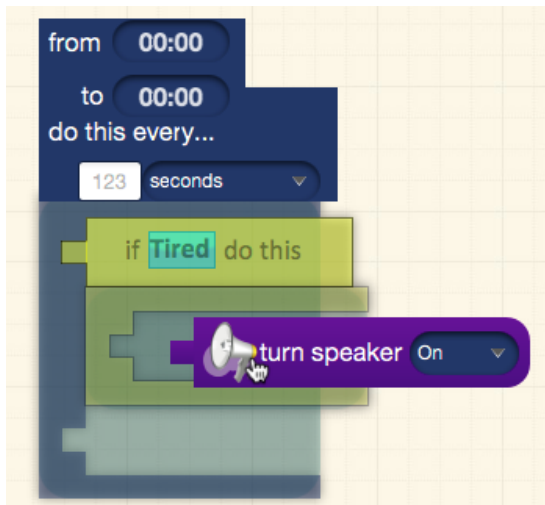 from 00:00
to 00:00
do this every...
123 seconds
if Tired do this
turn speaker On